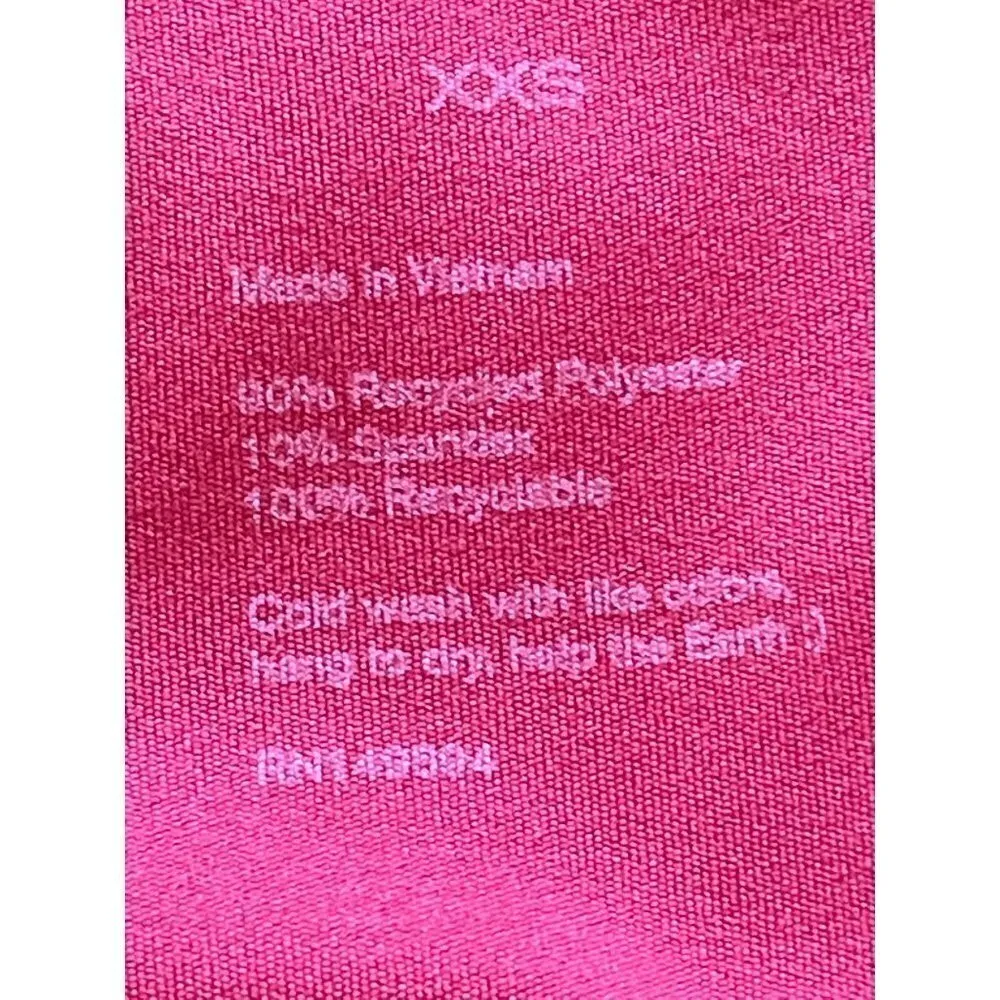 XXS
Made in Vietnam
90% Recycled Polyester
10% Spandex
100% Recyclable
Cold wash with like colors,
hang to dry, help the Earth :)